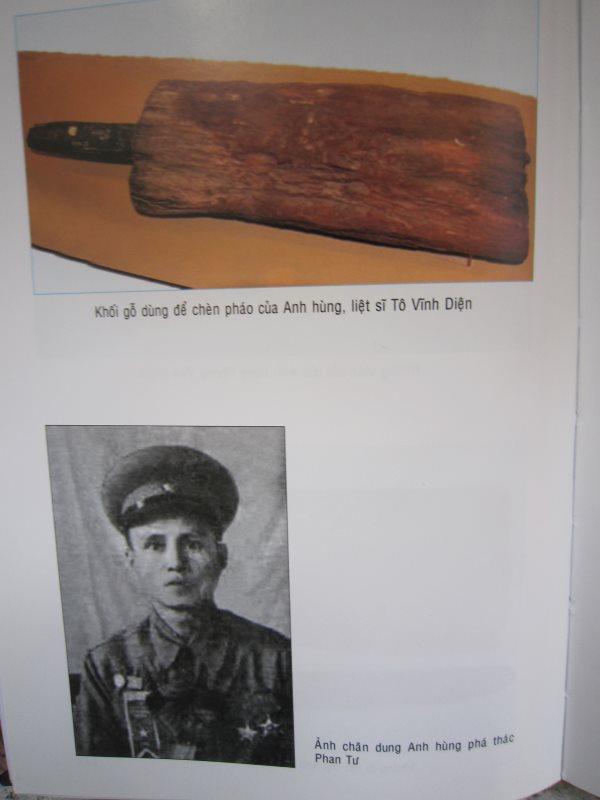 Khối gỗ dùng để chèn pháo của Anh hùng, liệt sĩ Tô Vĩnh Diện
Ảnh chân dung Anh hùng phá thác
Phan Tư